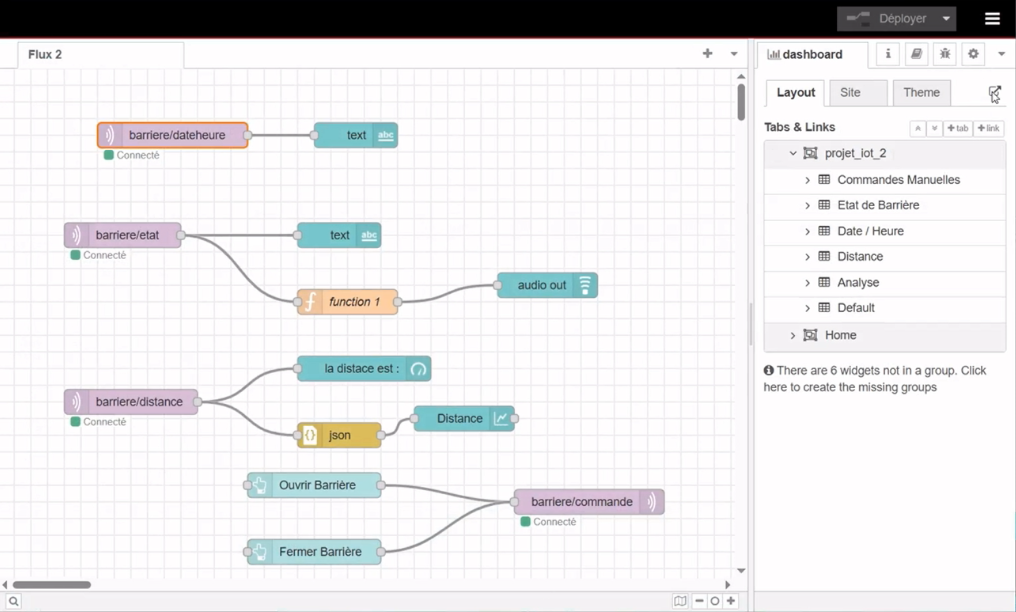 Déployer
Flux 2
dashboard
Layout
Site
Theme
Tabs & Links
tab
link
projet_iot_2
Commandes Manuelles
Etat de Barrière
Date / Heure
Distance
Analyse
Default
Home
There are 6 widgets not in a group. Click
here to create the missing groups
barriere/dateheure
text
abc
Connecté
barriere/etat
text
abc
Connecté
function 1
audio out
la distace est :
barriere/distance
Connecté
Distance
json
Ouvrir Barrière
barriere/commande
Connecté
Fermer Barrière